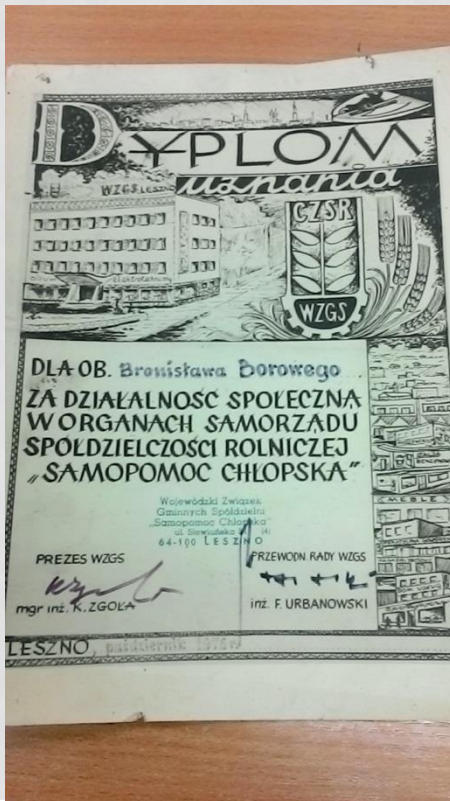 DYPLOM
uznania
WZGS LESZNO
CZSR
WZGS
DLA OB. Bronisława Borowego
ZA DZIAŁALNOŚĆ SPOŁECZNĄ
W ORGANACH SAMORZĄDU
SPÓŁDZIELCZOŚCI ROLNICZEJ
„SAMOPOMOC CHŁOPSKA”
MEBLE
Wojewódzki Związek
Gminnych Spółdzielni
„Samopomoc Chłopska”
ul. (4)
64-100 LESZNO
PREZES WZGS
PRZEWODN RADY WZGS
mgr inż. K. ZGOŁA
inż. F. URBANOWSKI
LESZNO, październik